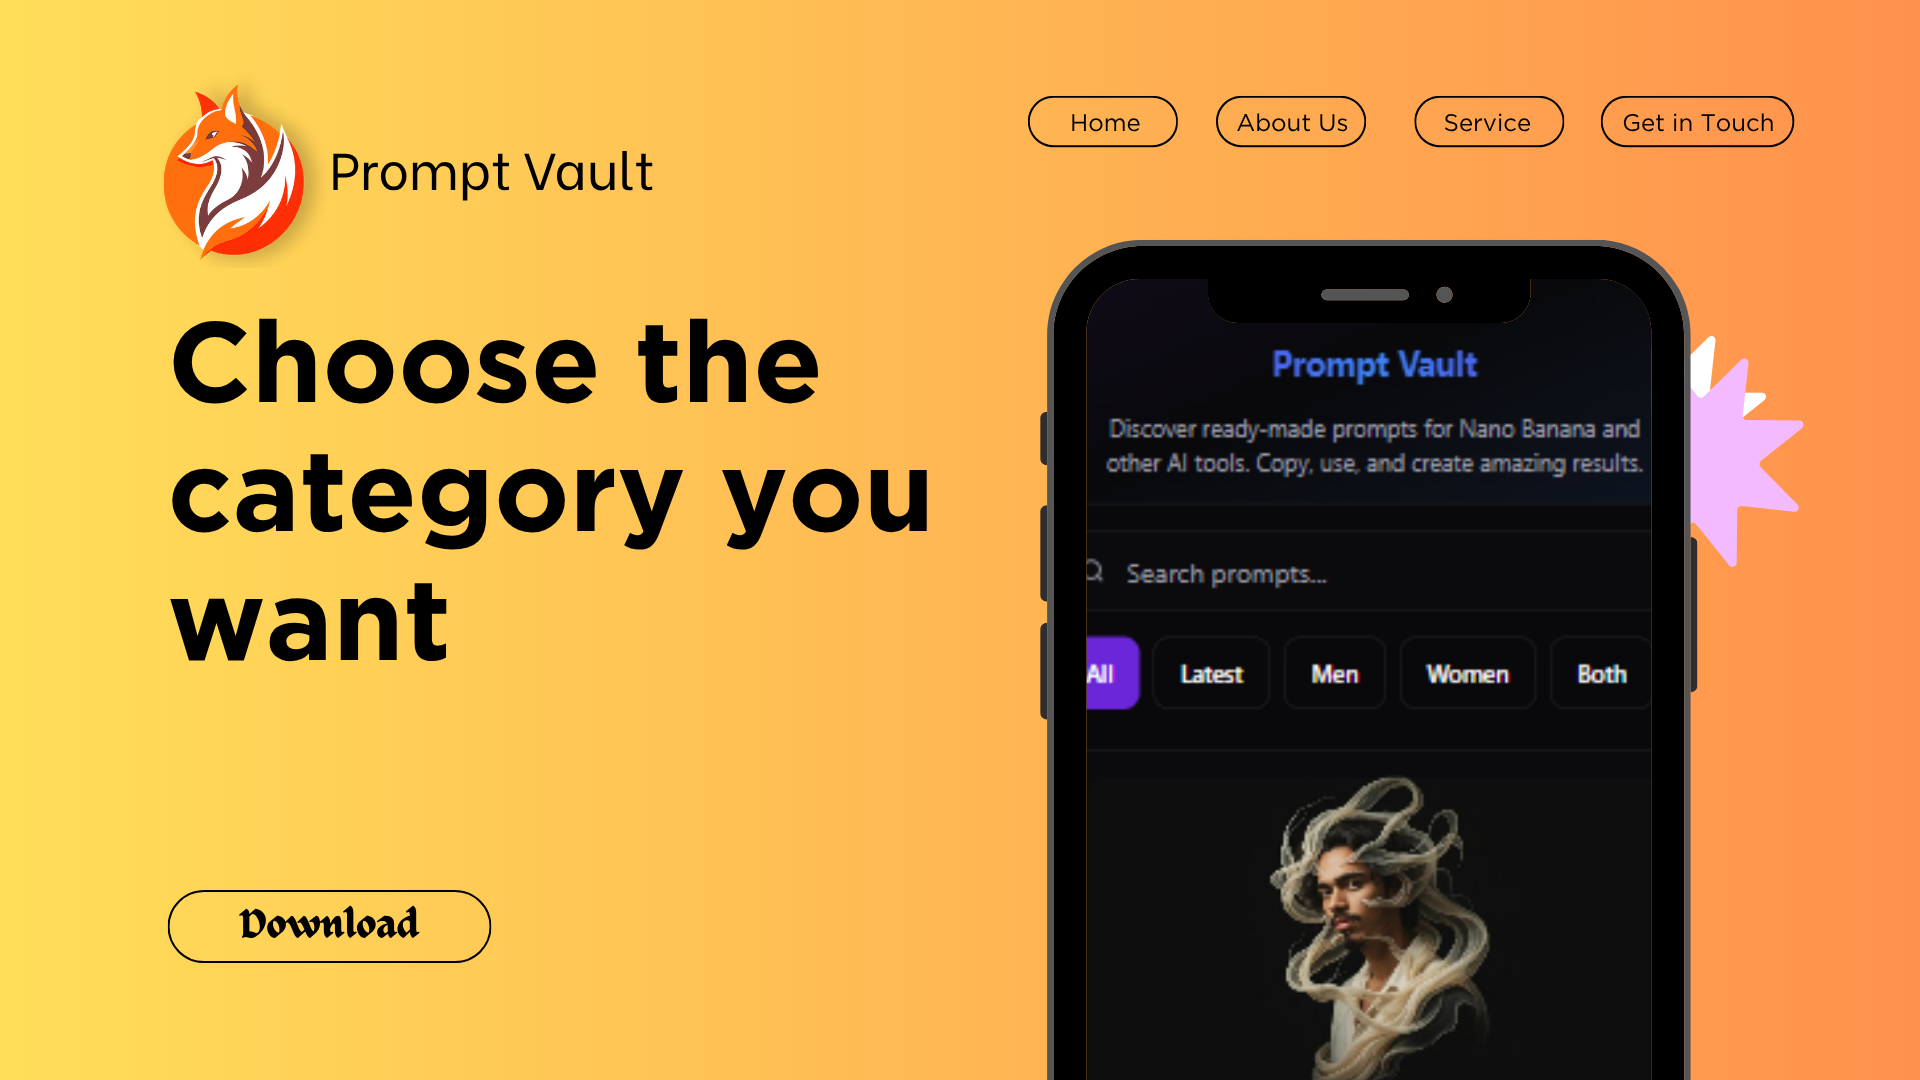 Home
About Us
Service
Get in Touch
Prompt Vault
Choose the
category you
want
Download
Prompt Vault
Discover ready-made prompts for Nano Banana and
other AI tools. Copy, use, and create amazing results.
Search prompts...
All
Latest
Men
Women
Both